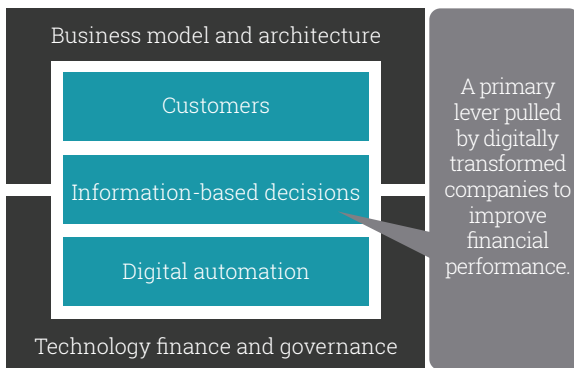 Business model and architecture
Customers
Information-based decisions
Digital automation
Technology finance and governance
A primary
lever pulled
by digitally
transformed
companies to
improve
financial
performance.